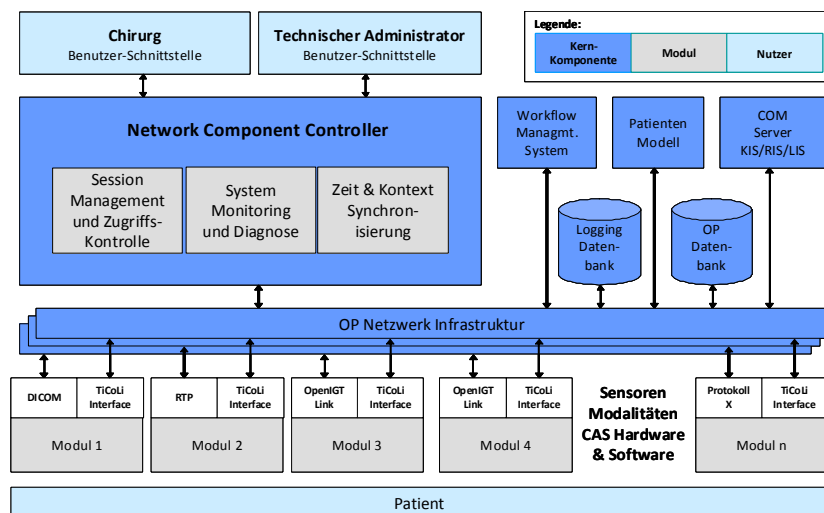 Chirurg
Benutzer-Schnittstelle
Technischer Administrator
Benutzer-Schnittstelle
Legende:
Kern-
Komponente
Modul
Nutzer
Network Component Controller
Session
Management
und Zugriffs-
Kontrolle
System
Monitoring
und Diagnose
Zeit & Kontext
Synchron-
isierung
Workflow
Managmt.
System
Patienten
Modell
COM
Server
KIS/RIS/LIS
Logging
Daten-
bank
OP
Daten-
bank
OP Netzwerk Infrastruktur
DICOM
TiCoLi
Interface
Modul 1
RTP
TiCoLi
Interface
Modul 2
OpenIGT
Link
TiCoLi
Interface
Modul 3
OpenIGT
Link
TiCoLi
Interface
Modul 4
Sensoren
Modalitäten
CAS Hardware
& Software
Protokoll
X
TiCoLi
Interface
Modul n
Patient